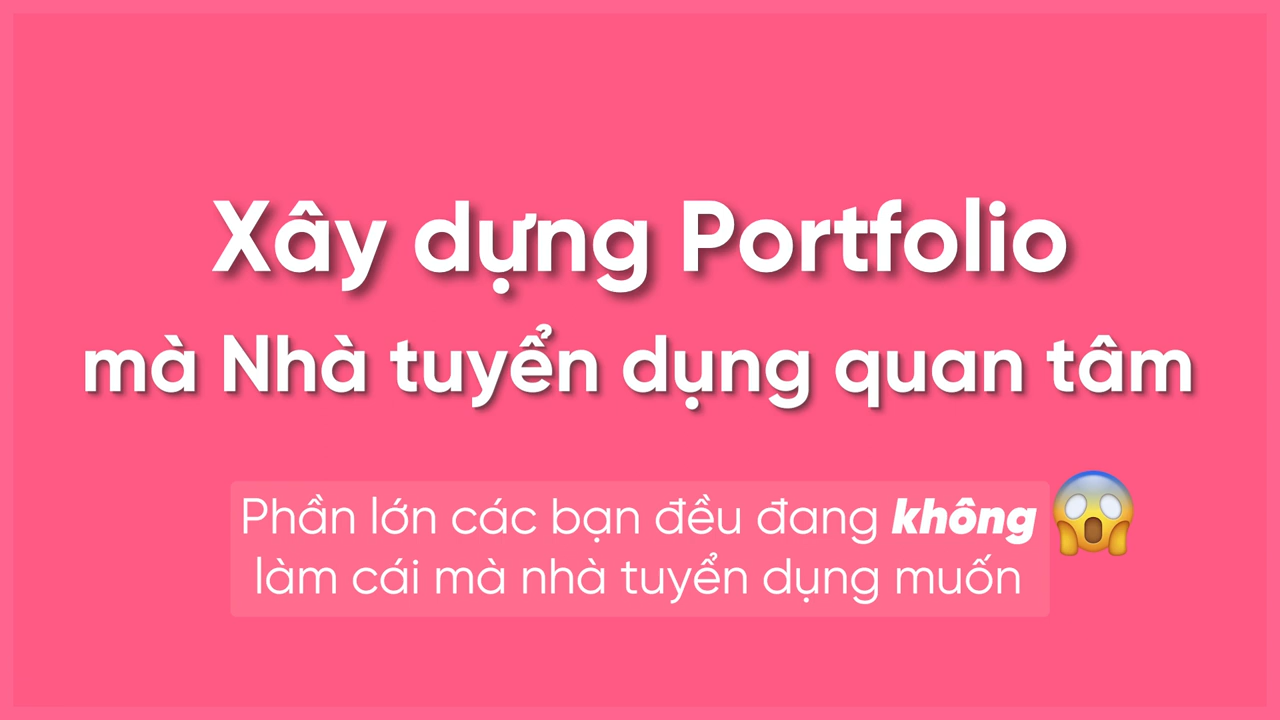 Xây dựng Portfolio
mà Nhà tuyển dụng quan tâm
Phần lớn các bạn đều đang không
làm cái mà nhà tuyển dụng muốn